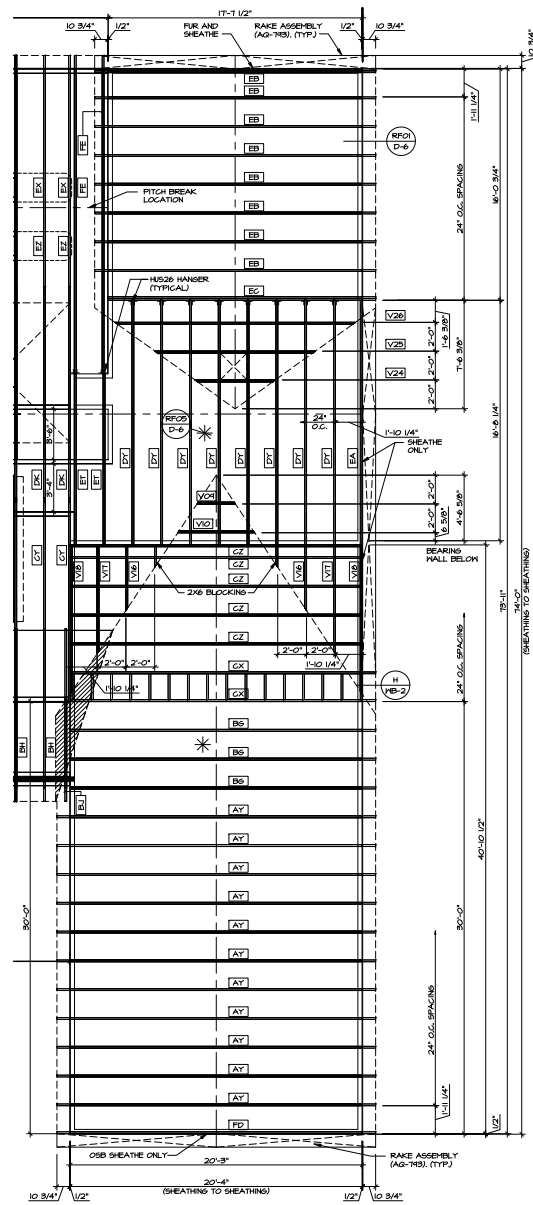 17'-7 1/2"
10 3/4"
1/2"
FUR AND
SHEATHE
RAKE ASSEMBLY
(AQ-793). (TYP.)
1/2"
10 3/4"
10 3/4"
EB
EB
EB
EB
EB
EB
EB
EB
EC
FE
FE
EX
EX
EZ
EZ
PITCH BREAK
LOCATION
RF01
D-6
1'-11 1/4"
24" O.C. SPACING
16'-0 3/4"
HUS26 HANGER
(TYPICAL)
V26
V25
V24
2'-0"
2'-0"
1'-6 3/8"
7'-6 3/8"
RF05
D-6
24"
O.C.
1'-10 1/4"
SHEATHE
ONLY
16'-8 1/4"
3'-4"
DK
DK
ET
ET
DY
DY
DY
DY
DY
DY
DY
DY
EA
V09
V10
2'-0"
2'-0"
6 5/8"
4'-6 5/8"
BEARING
WALL BELOW
CY
CY
V18
V17
V16
CZ
CZ
CZ
CZ
CZ
V16
V17
V18
2X6 BLOCKING
2'-0"
2'-0"
1'-10 1/4"
2'-0"
2'-0"
1'-10 1/4"
CX
CX
24" O.C. SPACING
H
WB-2
73'-11"
74'-0"
(SHEATHING TO SHEATHING)
BH
BH
BJ
BG
BG
BG
AY
AY
AY
AY
AY
AY
AY
AY
AY
AY
AY
FD
30'-0"
30'-0"
40'-10 1/2"
24" O.C. SPACING
1'-11 1/4"
1/2"
OSB SHEATHE ONLY
RAKE ASSEMBLY
(AQ-793). (TYP.)
20'-3"
20'-4"
(SHEATHING TO SHEATHING)
10 3/4"
1/2"
1/2"
10 3/4"